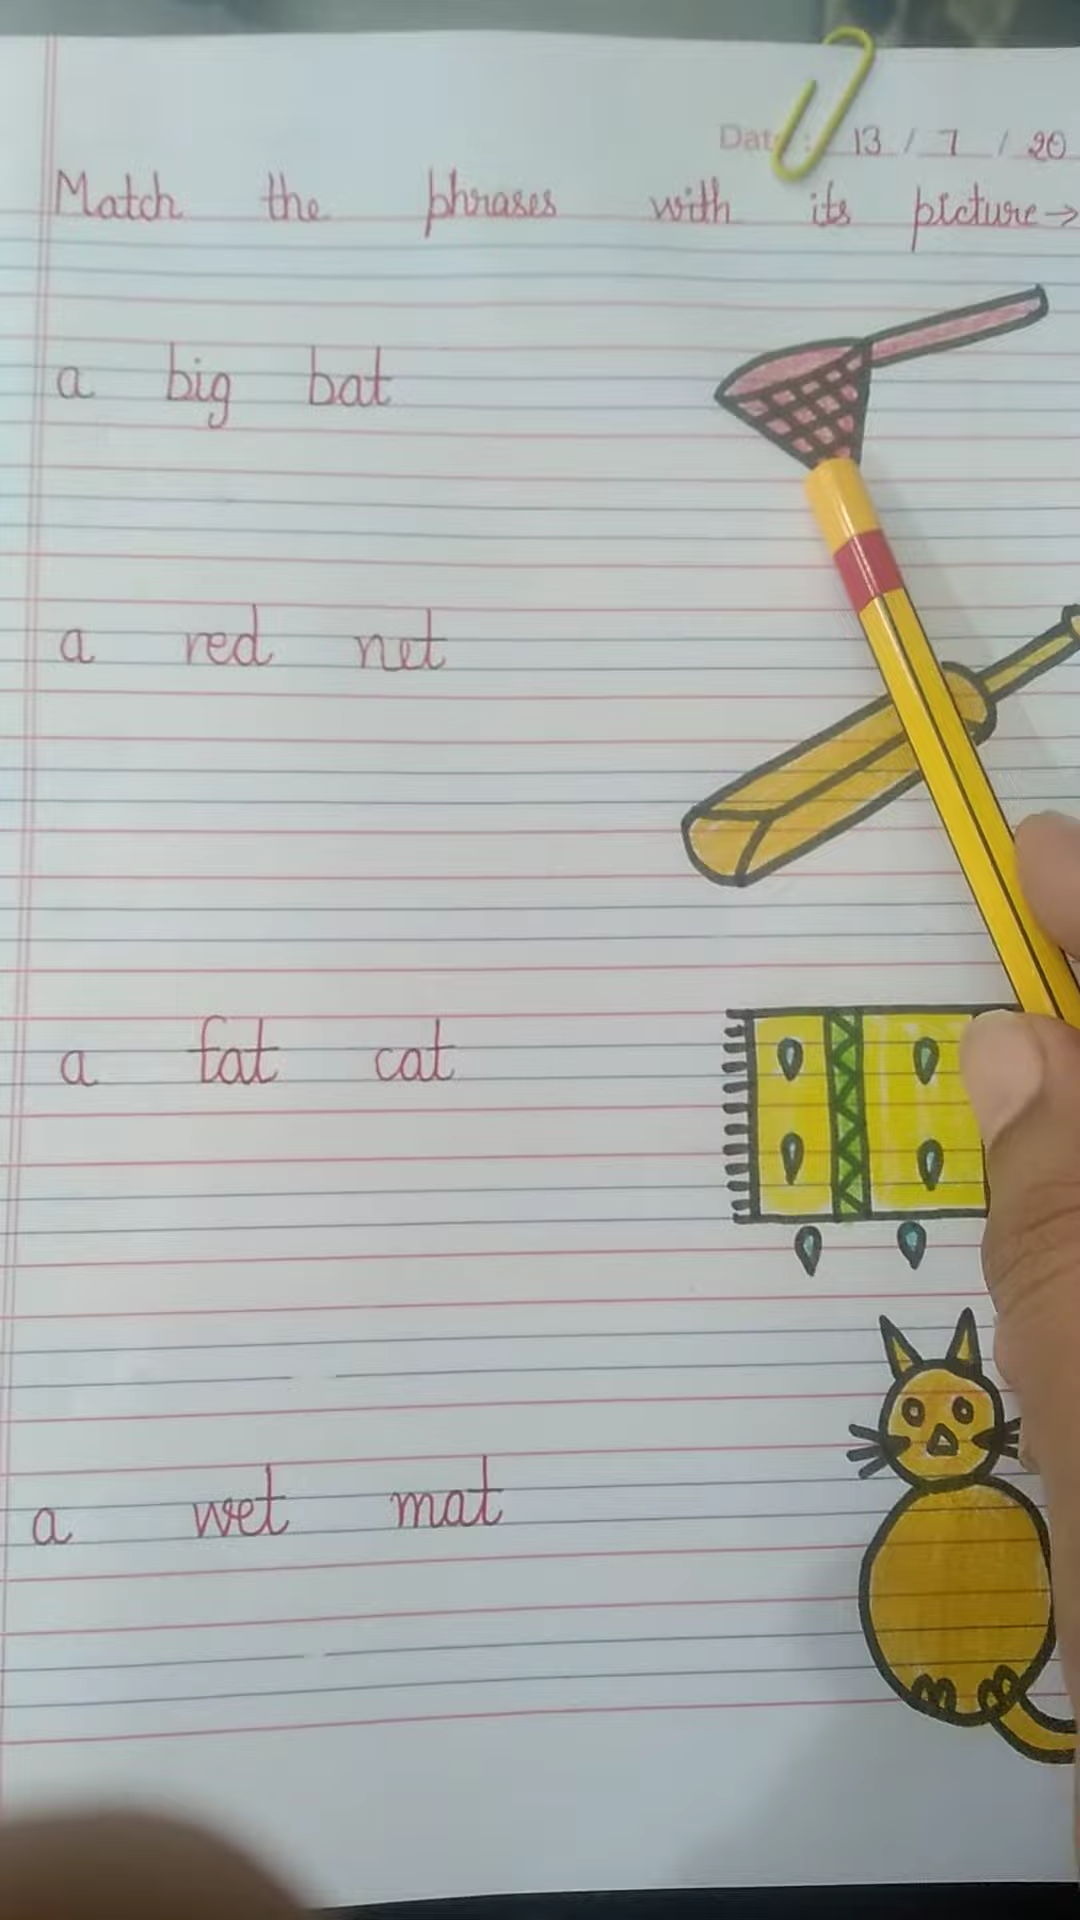 Date : 13 / 7 / 20
Match the phrases with its picture→
a big bat
a red net
a fat cat
a wet mat